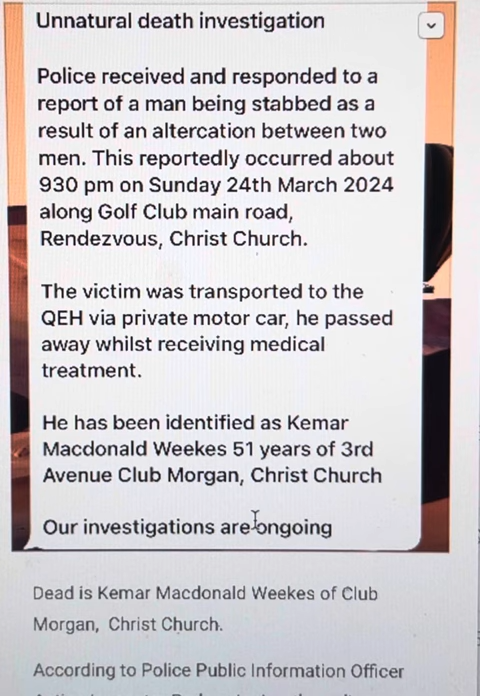 Unnatural death investigation
Police received and responded to a
report of a man being stabbed as a
result of an altercation between two
men. This reportedly occurred about
930 pm on Sunday 24th March 2024
along Golf Club main road,
Rendezvous, Christ Church.
The victim was transported to the
QEH via private motor car, he passed
away whilst receiving medical
treatment.
He has been identified as Kemar
Macdonald Weekes 51 years of 3rd
Avenue Club Morgan, Christ Church
Our investigations are ongoing
Dead is Kemar Macdonald Weekes of Club
Morgan, Christ Church.
According to Police Public Information Officer